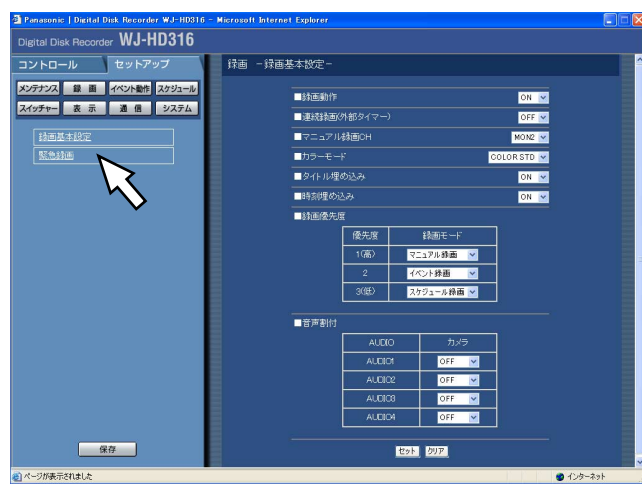 Panasonic | Digital Disk Recorder WJ-HD316 - Microsoft Internet Explorer
Digital Disk Recorder WJ-HD316
コントロール セットアップ
メンテナンス 録 画 イベント動作 スケジュール
スイッチャー 表 示 通 信 システム
録画基本設定
緊急録画
保存
録画 －録画基本設定－
■録画動作 ON
■連続録画(外部タイマー) OFF
■マニュアル録画CH MON2
■カラーモード COLOR STD
■タイトル埋め込み ON
■時刻埋め込み ON
■録画優先度
優先度 録画モード
1(高) マニュアル録画
2 イベント録画
3(低) スケジュール録画
■音声割付
AUDIO カメラ
AUDIO1 OFF
AUDIO2 OFF
AUDIO3 OFF
AUDIO4 OFF
セット クリア
ページが表示されました インターネット